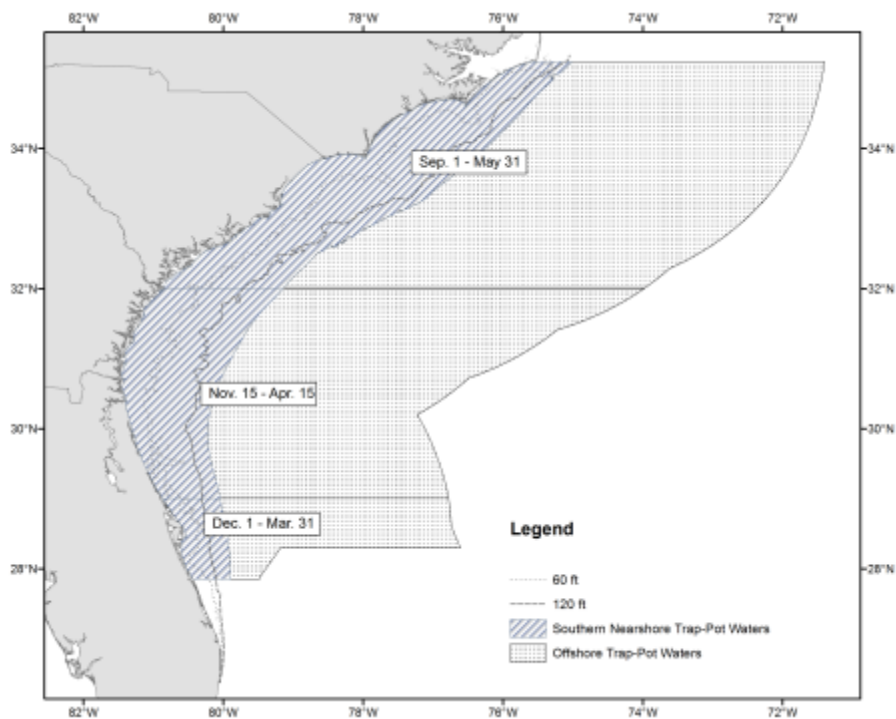 82°W 80°W 78°W 76°W 74°W 72°W
34°N 34°N
Sep. 1 - May 31
32°N 32°N
Nov. 15 - Apr. 15
30°N 30°N
Dec. 1 - Mar. 31
Legend
28°N 28°N
60 ft
120 ft
Southern Nearshore Trap-Pot Waters
Offshore Trap-Pot Waters
82°W 80°W 78°W 76°W 74°W 72°W